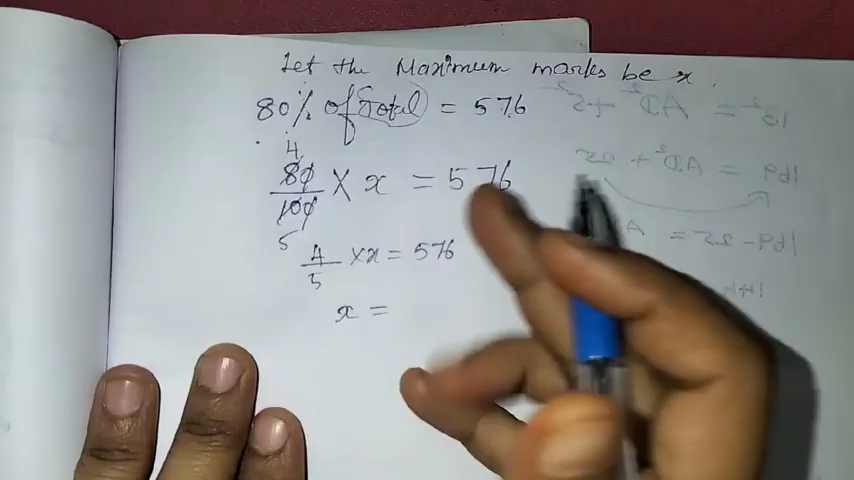 Let the Maximum marks be x.
80% of Total = 576
4
80/100 × x = 576
5
4/5 × x = 576
x =